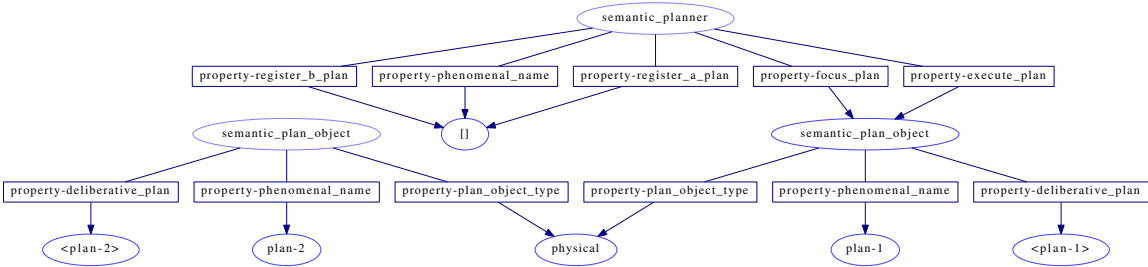 semantic_planner
property-register_b_plan
property-phenomenal_name
property-register_a_plan
property-focus_plan
property-execute_plan
semantic_plan_object
[]
semantic_plan_object
property-deliberative_plan
property-phenomenal_name
property-plan_object_type
property-plan_object_type
property-phenomenal_name
property-deliberative_plan
<plan-2>
plan-2
physical
plan-1
<plan-1>